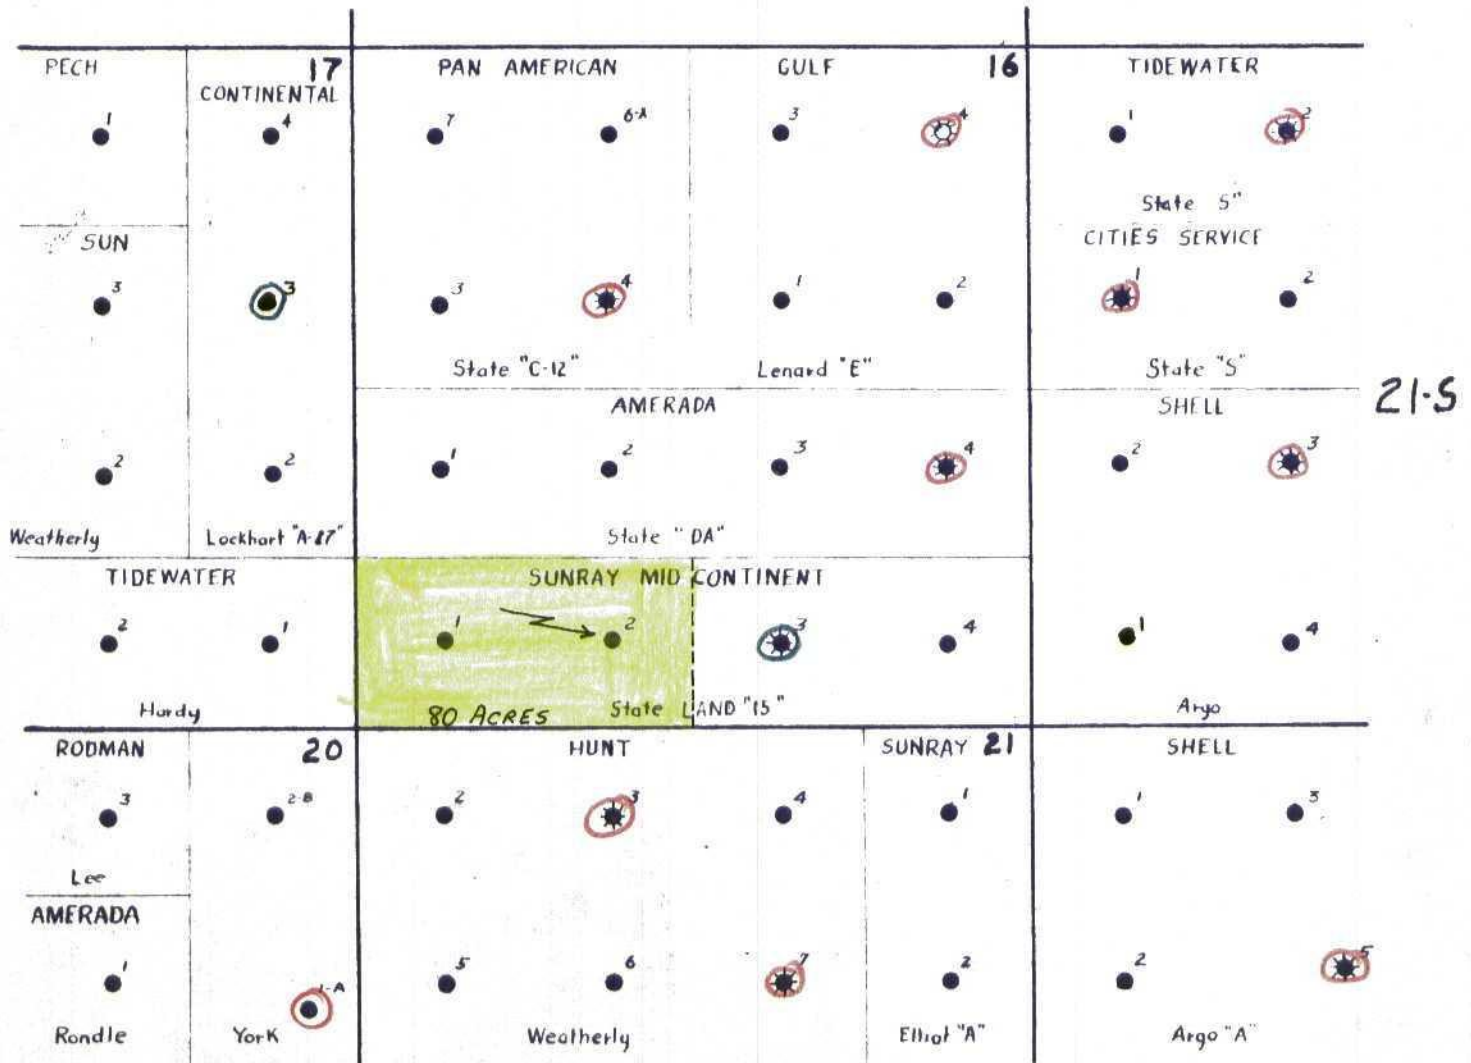 PECH 17 PAN AMERICAN GULF 16 TIDEWATER
CONTINENTAL
1 4 7 6-A 3 4 1 2
State S"
SUN CITIES SERVICE
3 3 3 4 1 2 1 2
State "C-12" Lenard "E" State "S"
21-S
AMERADA SHELL
2 2 1 2 3 4 2 3
Weatherly Lockhart "A-17" State "DA"
TIDEWATER SUNRAY MID CONTINENT
2 1 1 2 3 4 1 4
Hardy 80 ACRES State LAND "15" Argo
RODMAN 20 HUNT SUNRAY 21 SHELL
3 2-B 2 3 4 1 1 3
Lee
AMERADA
1 1-A 5 6 7 2 2 5
Rondle York Weatherly Elliot "A" Argo "A"